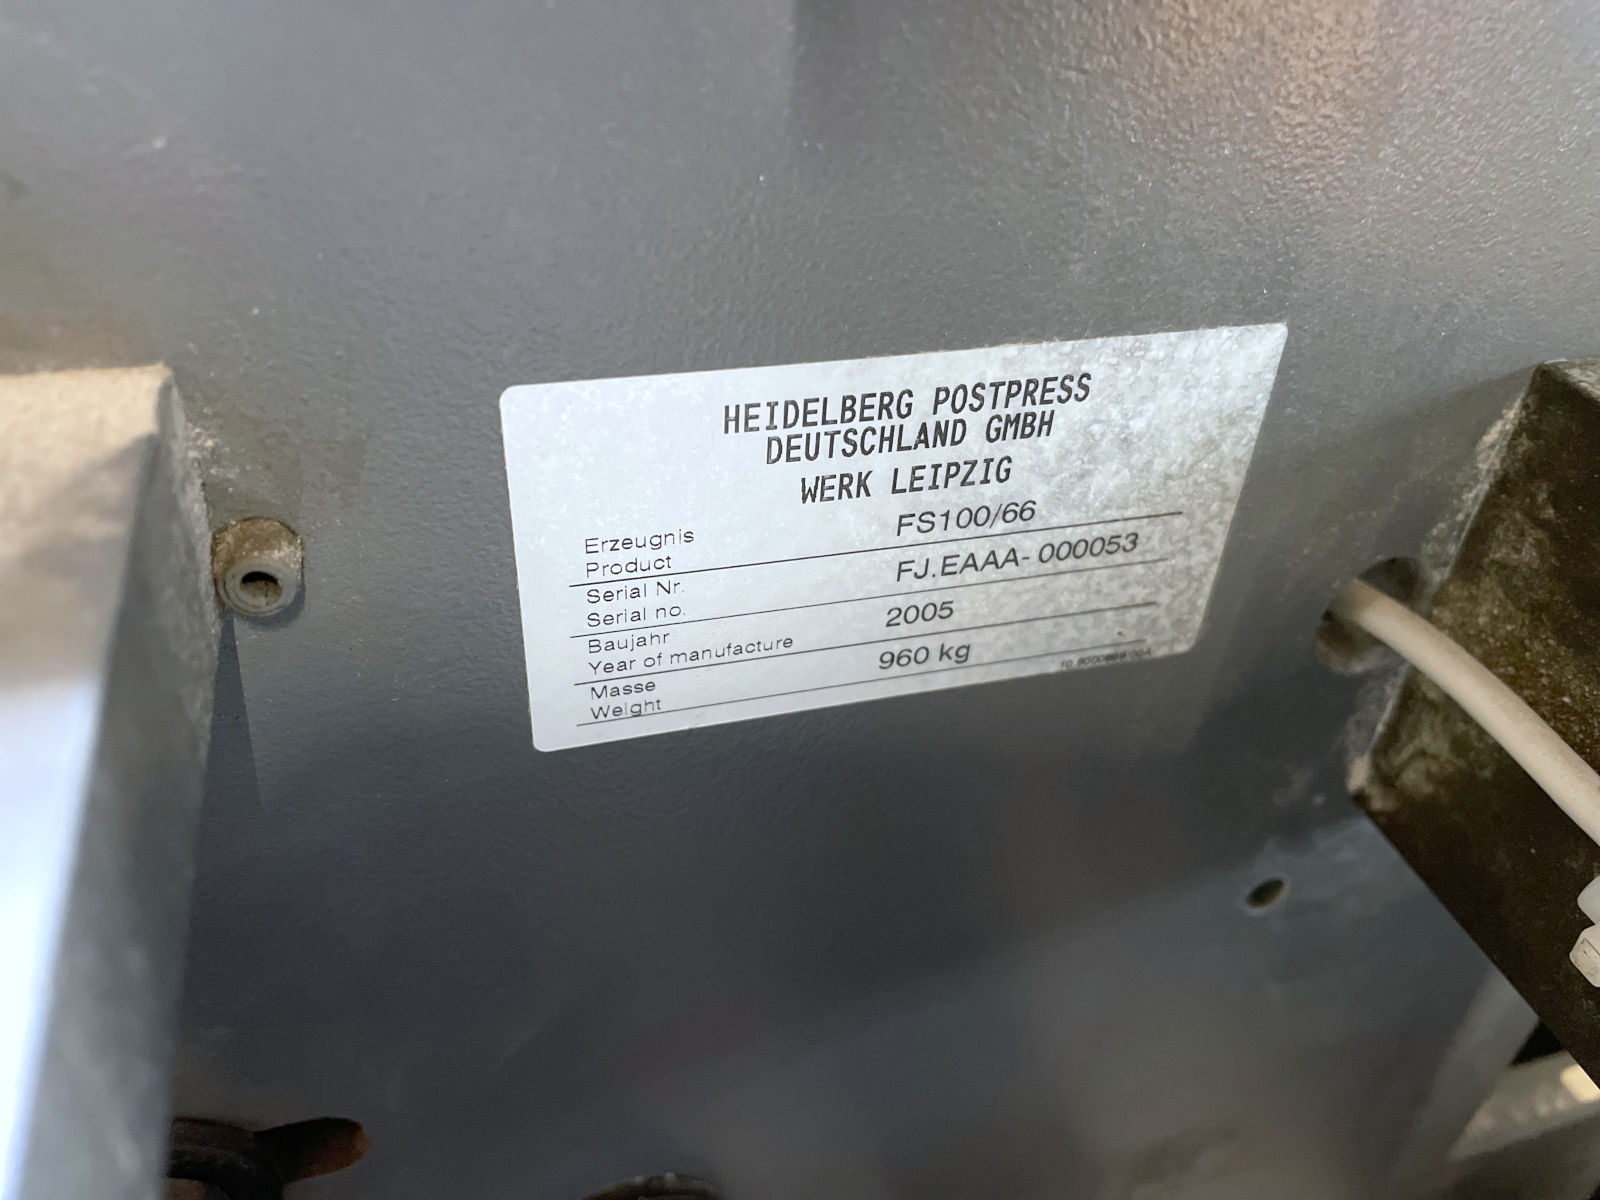 HEIDELBERG POSTPRESS
DEUTSCHLAND GMBH
WERK LEIPZIG
Erzeugnis
Product FS100/66
Serial Nr.
Serial no. FJ.EAAA-000053
Baujahr
Year of manufacture 2005
Masse
Weight 960 kg